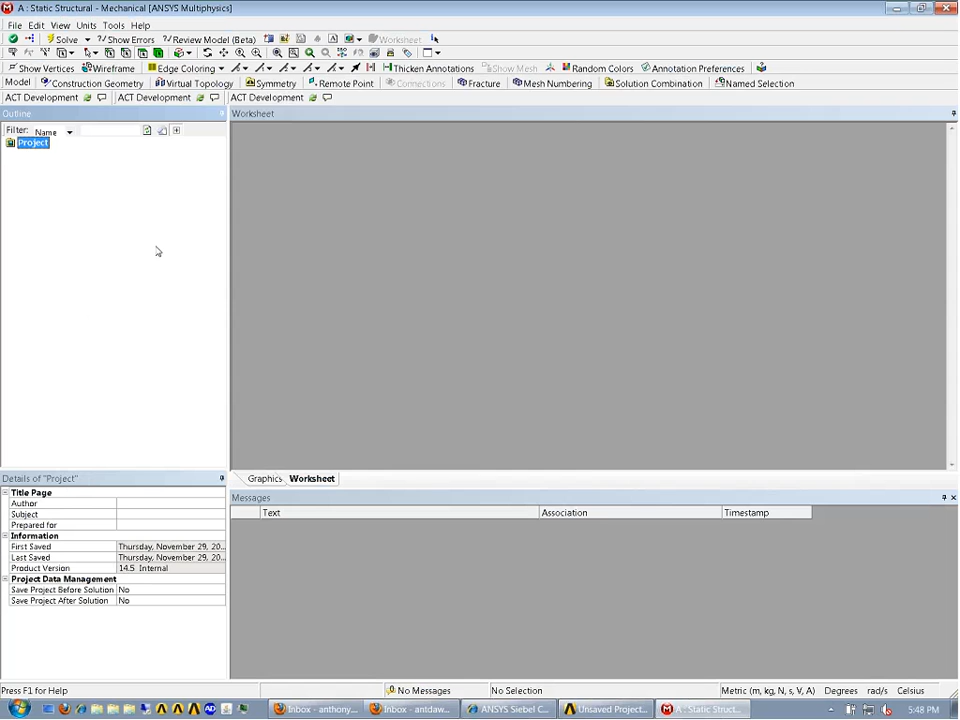 A : Static Structural - Mechanical [ANSYS Multiphysics]
File Edit View Units Tools Help
Solve ?/ Show Errors ?/ Review Model (Beta) Worksheet
Show Vertices Wireframe Edge Coloring Thicken Annotations Show Mesh Random Colors Annotation Preferences
Model Construction Geometry Virtual Topology Symmetry Remote Point Connections Fracture Mesh Numbering Solution Combination Named Selection
ACT Development ACT Development ACT Development
Outline
Filter: Name
Project
Worksheet
Graphics Worksheet
Details of "Project"
Title Page
Author
Subject
Prepared for
Information
First Saved Thursday, November 29, 20...
Last Saved Thursday, November 29, 20...
Product Version 14.5 Internal
Project Data Management
Save Project Before Solution No
Save Project After Solution No
Messages
Text Association Timestamp
Press F1 for Help No Messages No Selection Metric (m, kg, N, s, V, A) Degrees rad/s Celsius
Inbox - anthony... Inbox - antdaw... ANSYS Siebel C... Unsaved Project... A : Static Struct... 5:48 PM